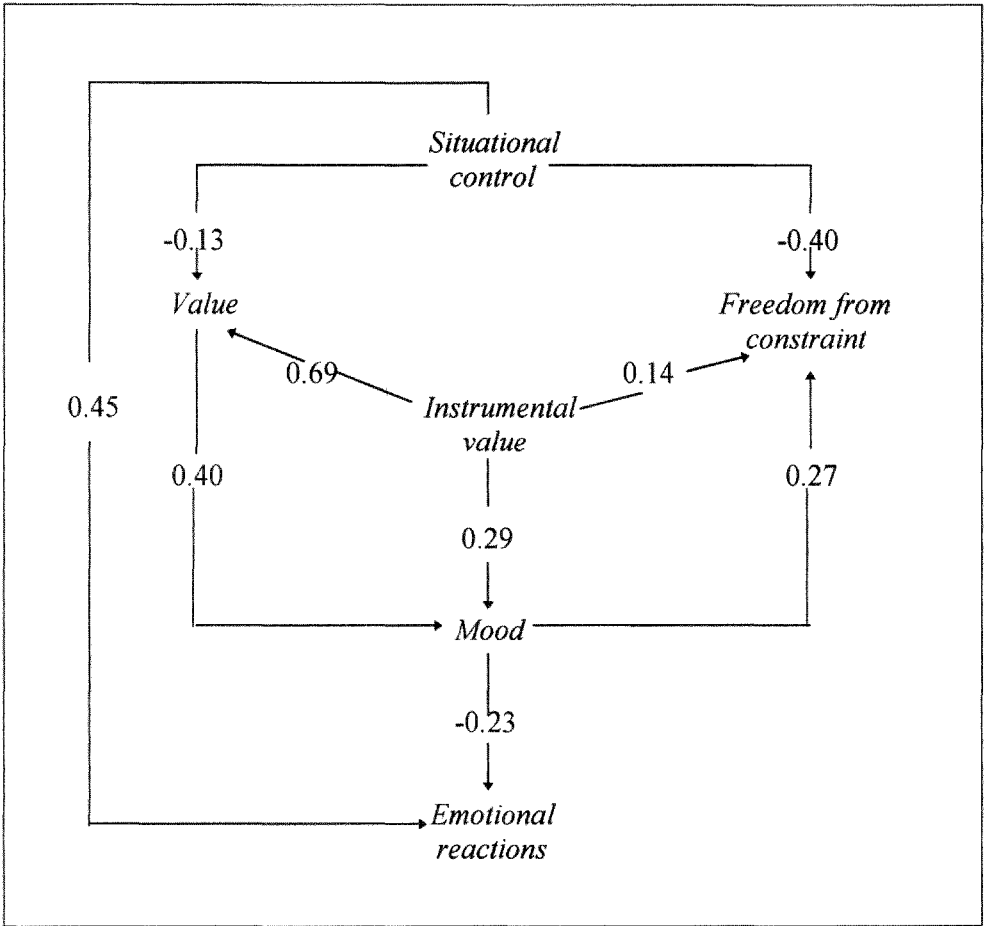 Situational
control
-0.13
-0.40
Value
Freedom from
constraint
0.69
0.14
0.45
Instrumental
value
0.40
0.27
0.29
Mood
-0.23
Emotional
reactions